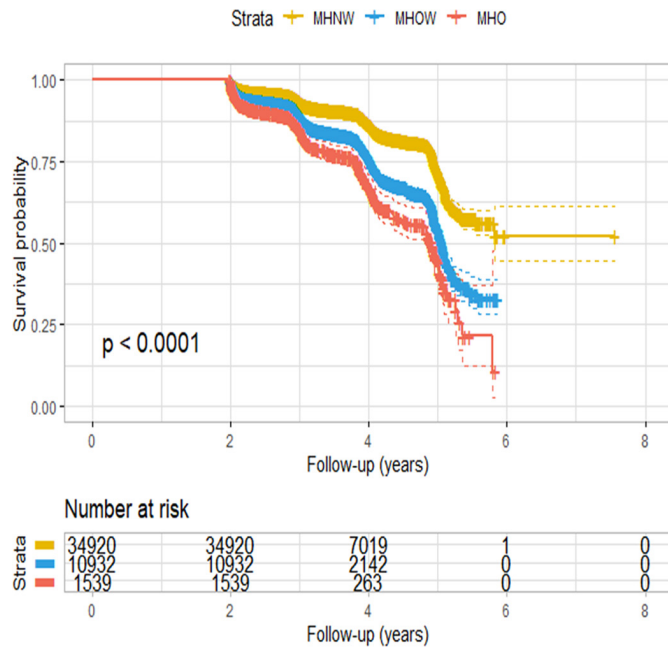 Strata MHNW MHOW MHO
1.00
0.75
0.50
0.25
0.00
Survival probability
p < 0.0001
0 2 4 6 8
Follow-up (years)
Number at risk
Strata
34920 34920 7019 1 0
10932 10932 2142 0 0
1539 1539 263 0 0
0 2 4 6 8
Follow-up (years)